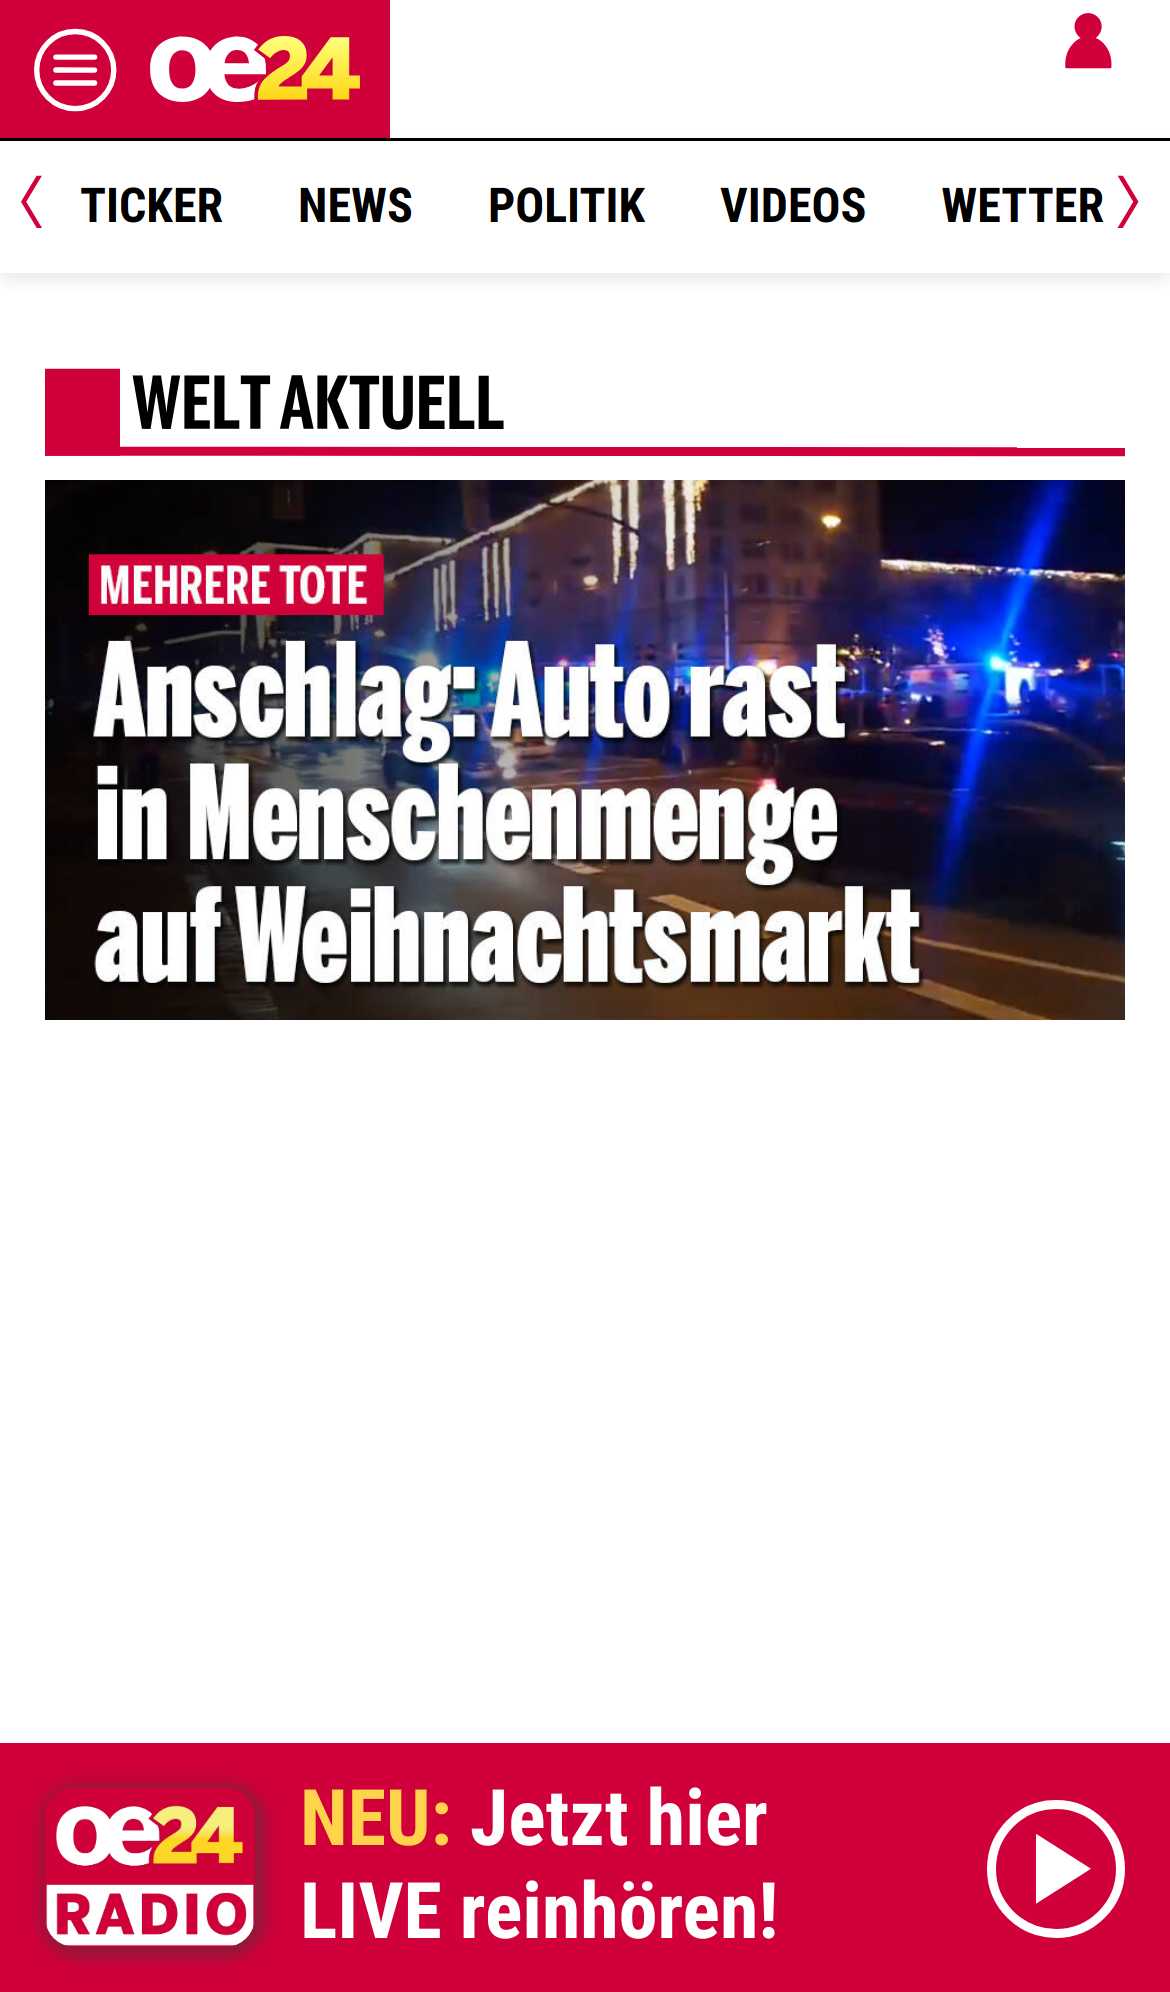 oe24
TICKER NEWS POLITIK VIDEOS WETTER
WELT AKTUELL
MEHRERE TOTE
Anschlag: Auto rast
in Menschenmenge
auf Weihnachtsmarkt
oe24
RADIO
NEU: Jetzt hier
LIVE reinhören!